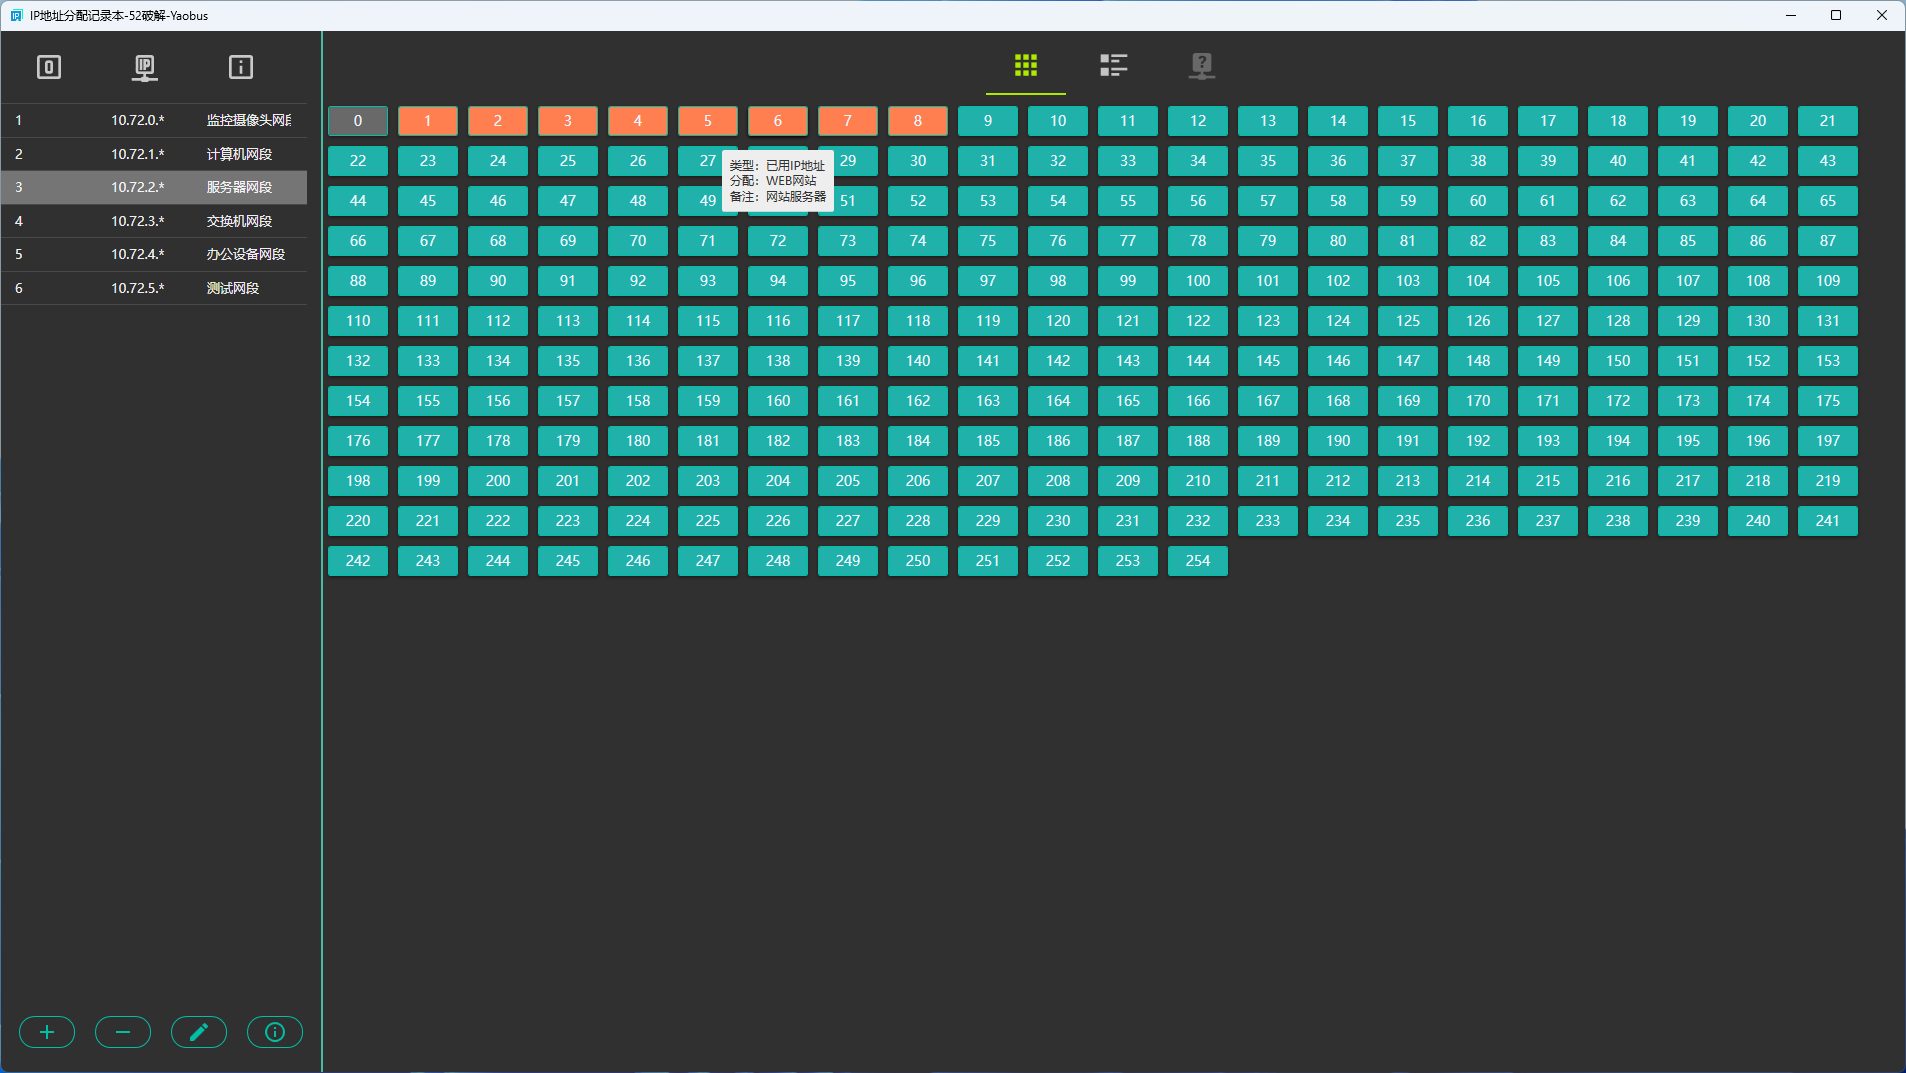 IP地址分配记录本-52破解-Yaobus
1 10.72.0.* 监控摄像头网段
2 10.72.1.* 计算机网段
3 10.72.2.* 服务器网段
4 10.72.3.* 交换机网段
5 10.72.4.* 办公设备网段
6 10.72.5.* 测试网段
0 1 2 3 4 5 6 7 8 9 10 11 12 13 14 15 16 17 18 19 20 21
22 23 24 25 26 27 29 30 31 32 33 34 35 36 37 38 39 40 41 42 43
类型：已用IP地址
分配：WEB网站
备注：网站服务器
44 45 46 47 48 49 51 52 53 54 55 56 57 58 59 60 61 62 63 64 65
66 67 68 69 70 71 72 73 74 75 76 77 78 79 80 81 82 83 84 85 86 87
88 89 90 91 92 93 94 95 96 97 98 99 100 101 102 103 104 105 106 107 108 109
110 111 112 113 114 115 116 117 118 119 120 121 122 123 124 125 126 127 128 129 130 131
132 133 134 135 136 137 138 139 140 141 142 143 144 145 146 147 148 149 150 151 152 153
154 155 156 157 158 159 160 161 162 163 164 165 166 167 168 169 170 171 172 173 174 175
176 177 178 179 180 181 182 183 184 185 186 187 188 189 190 191 192 193 194 195 196 197
198 199 200 201 202 203 204 205 206 207 208 209 210 211 212 213 214 215 216 217 218 219
220 221 222 223 224 225 226 227 228 229 230 231 232 233 234 235 236 237 238 239 240 241
242 243 244 245 246 247 248 249 250 251 252 253 254